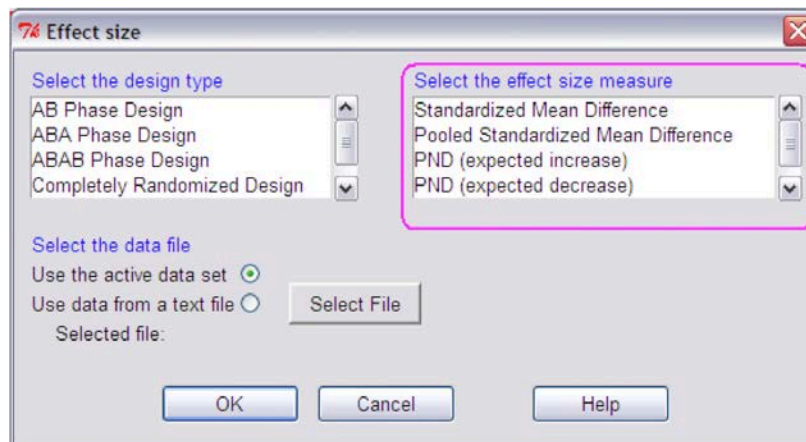 Effect size
Select the design type
AB Phase Design
ABA Phase Design
ABAB Phase Design
Completely Randomized Design
Select the effect size measure
Standardized Mean Difference
Pooled Standardized Mean Difference
PND (expected increase)
PND (expected decrease)
Select the data file
Use the active data set
Use data from a text file
Select File
Selected file:
OK
Cancel
Help